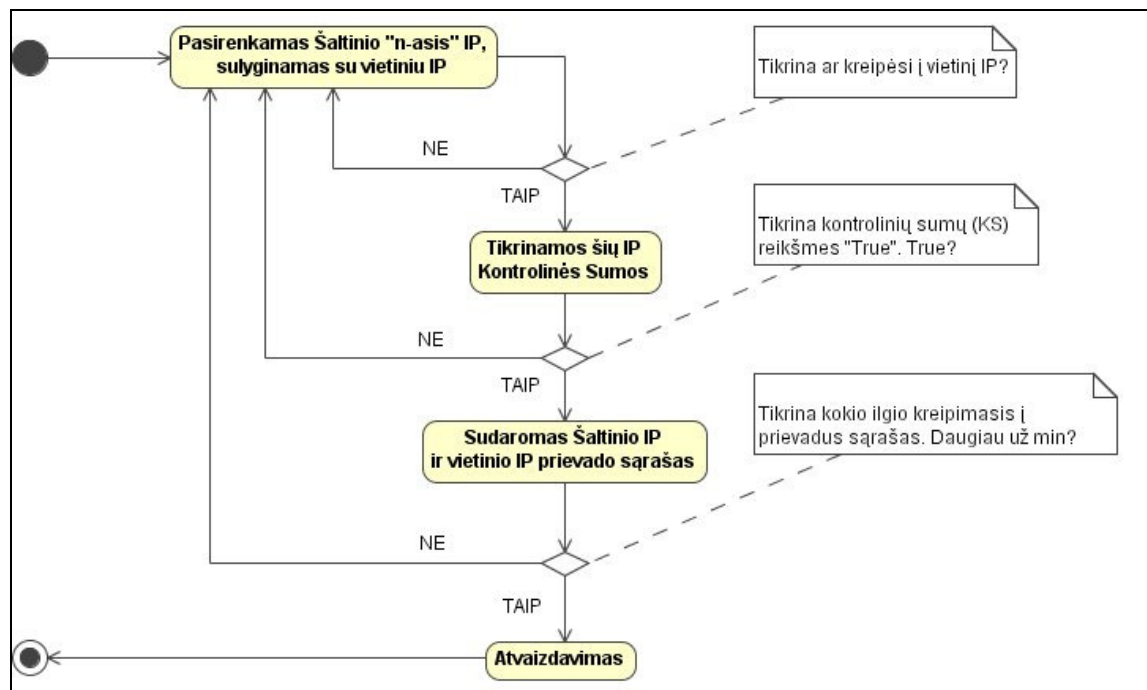 Pasirenkamas Šaltinio "n-asis" IP,
sulyginamas su vietiniu IP
Tikrina ar kreipėsi į vietinį IP?
NE
TAIP
Tikrinamos šių IP
Kontrolinės Sumos
Tikrina kontrolinių sumų (KS)
reikšmes "True". True?
NE
TAIP
Sudaromas Šaltinio IP
ir vietinio IP prievado sąrašas
Tikrina kokio ilgio kreipimasis į
prievadus sąrašas. Daugiau už min?
NE
TAIP
Atvaizdavimas